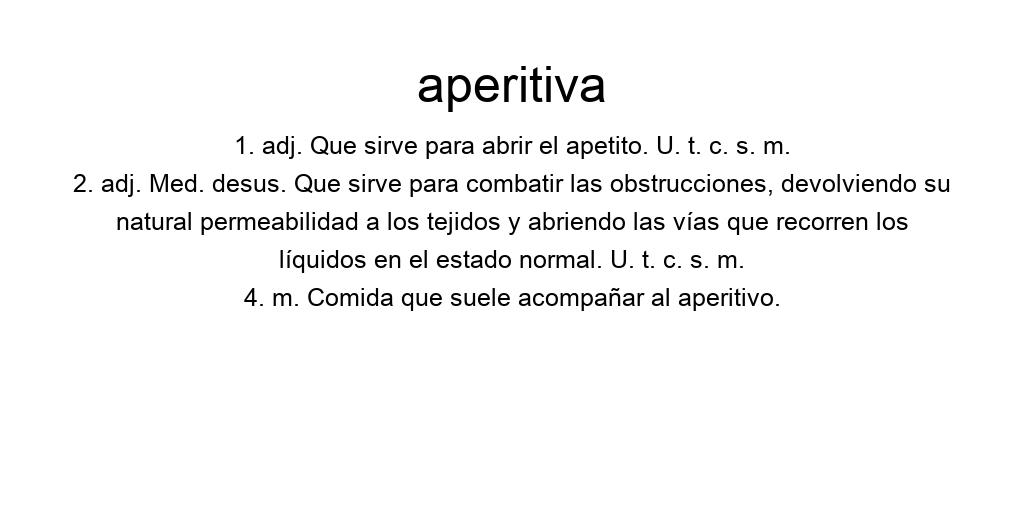 aperitiva
1. adj. Que sirve para abrir el apetito. U. t. c. s. m.
2. adj. Med. desus. Que sirve para combatir las obstrucciones, devolviendo su
natural permeabilidad a los tejidos y abriendo las vías que recorren los
líquidos en el estado normal. U. t. c. s. m.
4. m. Comida que suele acompañar al aperitivo.